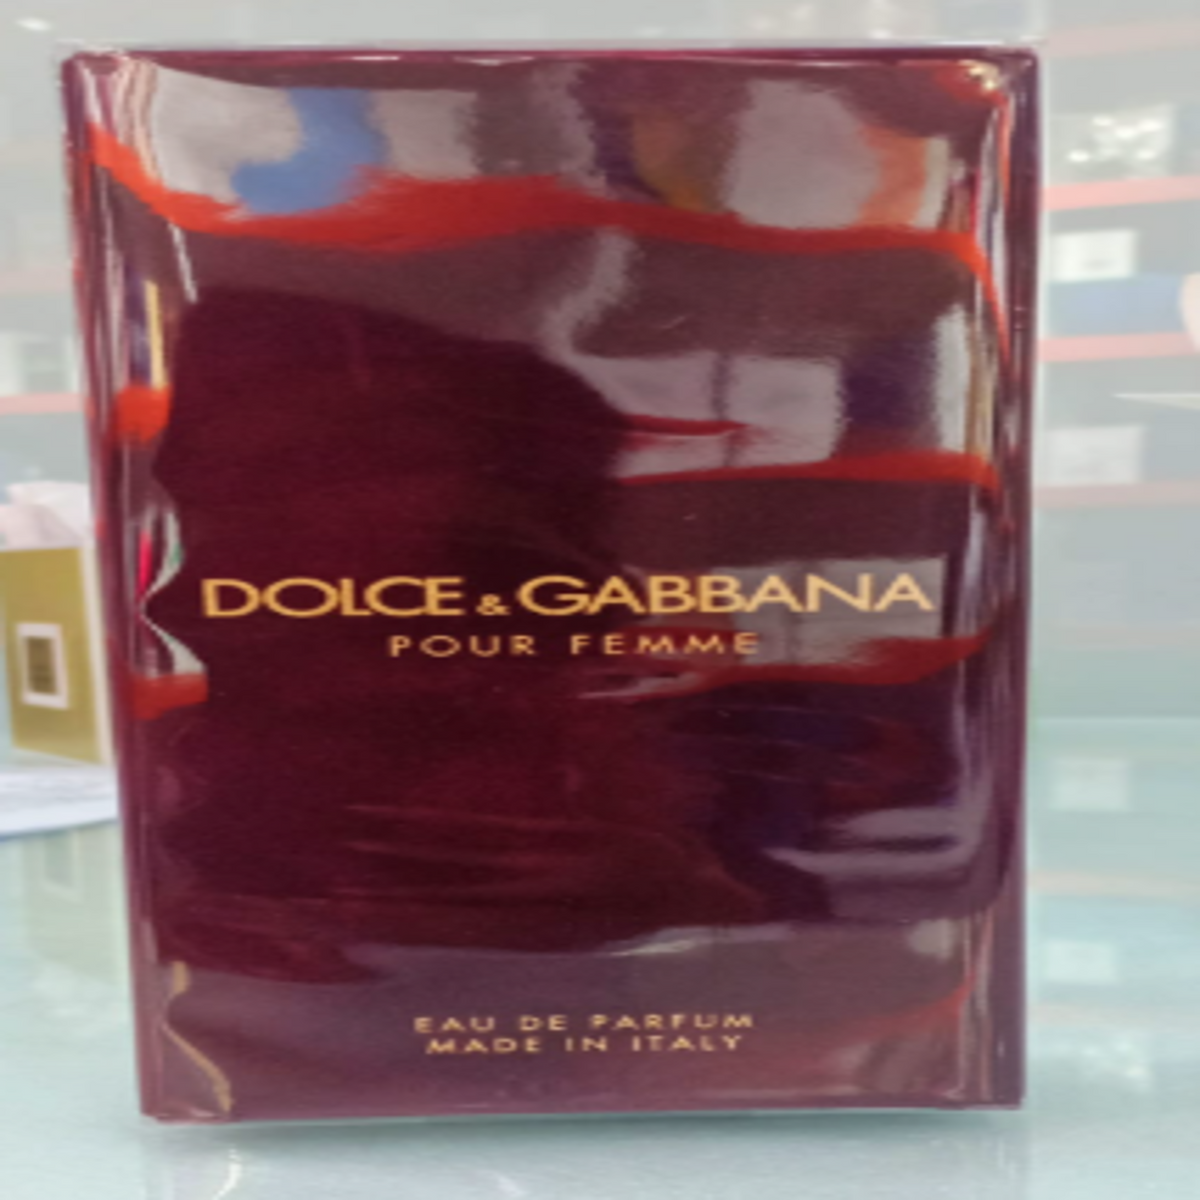 DOLCE & GABBANA
POUR FEMME
EAU DE PARFUM
MADE IN ITALY